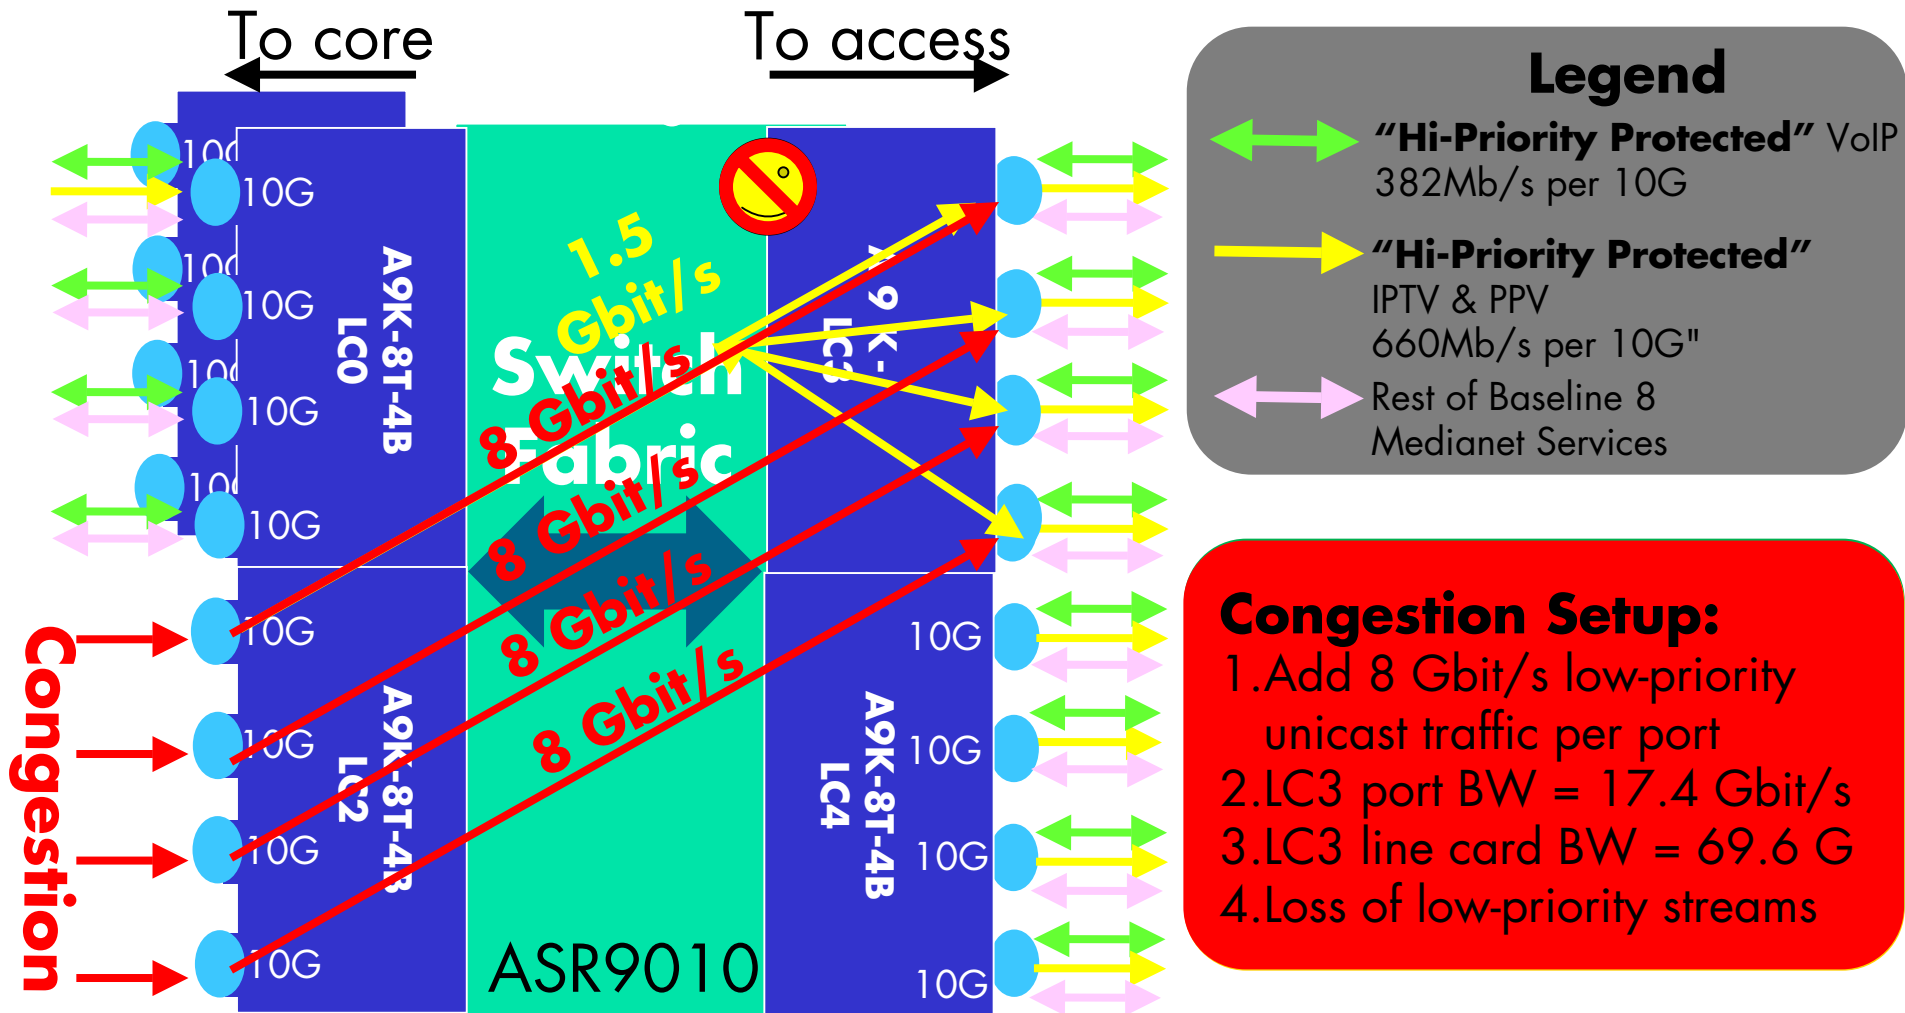 To core
To access
10G
10G
10G
10G
A9K-8T-4B
LC0
1.5
Gbit/s
Switch
Fabric
LC3
8 Gbit/s
8 Gbit/s
8 Gbit/s
8 Gbit/s
Congestion
10G
10G
10G
10G
A9K-8T-4B
LC2
ASR9010
A9K-8T-4B
LC4
10G
10G
10G
10G
Legend
“Hi-Priority Protected” VoIP
382Mb/s per 10G
“Hi-Priority Protected”
IPTV & PPV
660Mb/s per 10G"
Rest of Baseline 8
Medianet Services
Congestion Setup:
1.Add 8 Gbit/s low-priority
unicast traffic per port
2.LC3 port BW = 17.4 Gbit/s
3.LC3 line card BW = 69.6 G
4.Loss of low-priority streams